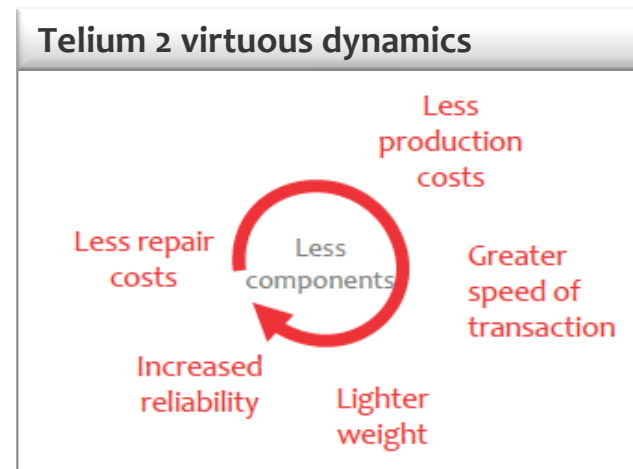 Telium 2 virtuous dynamics
Less
production
costs
Greater
speed of
transaction
Lighter
weight
Increased
reliability
Less repair
costs
Less
components